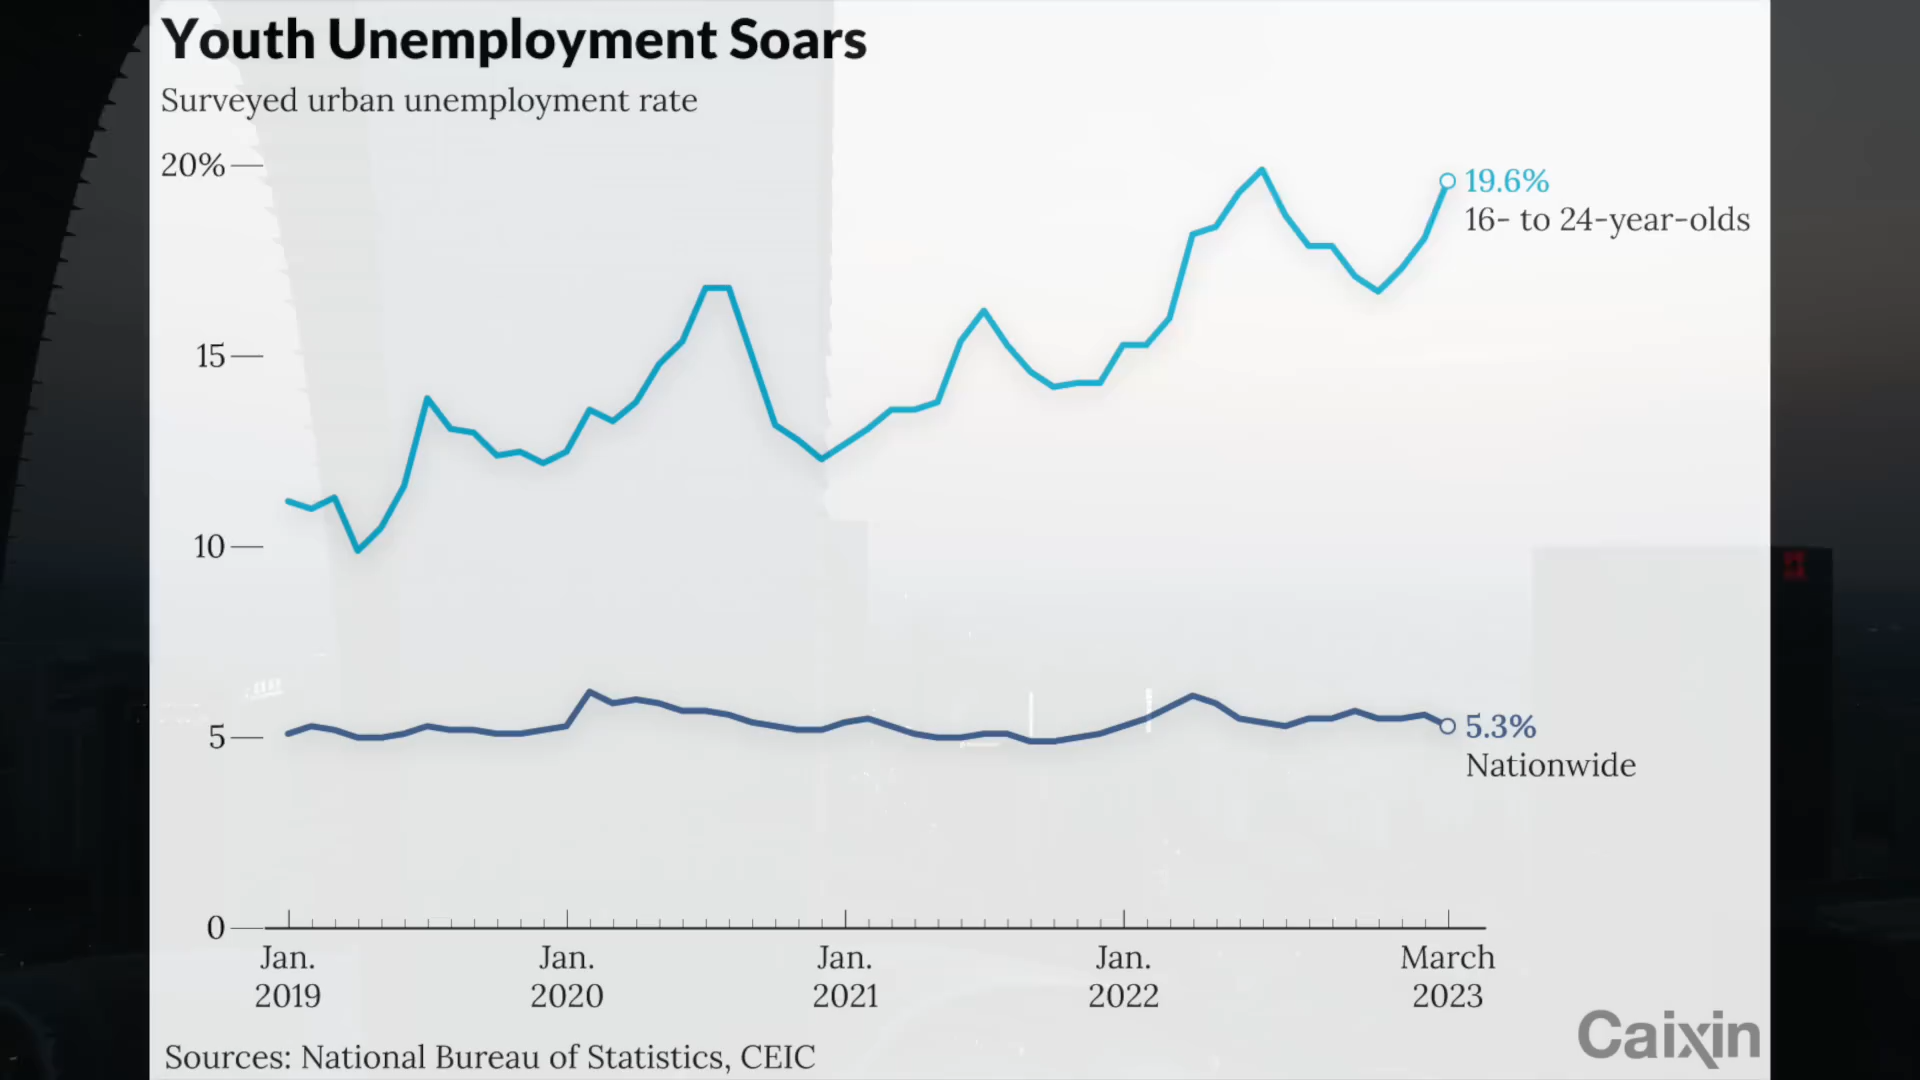 Youth Unemployment Soars
Surveyed urban unemployment rate
20%
19.6%
16- to 24-year-olds
15
10
5
5.3%
Nationwide
0
Jan. Jan. Jan. Jan. March
2019 2020 2021 2022 2023
Sources: National Bureau of Statistics, CEIC
Caixin